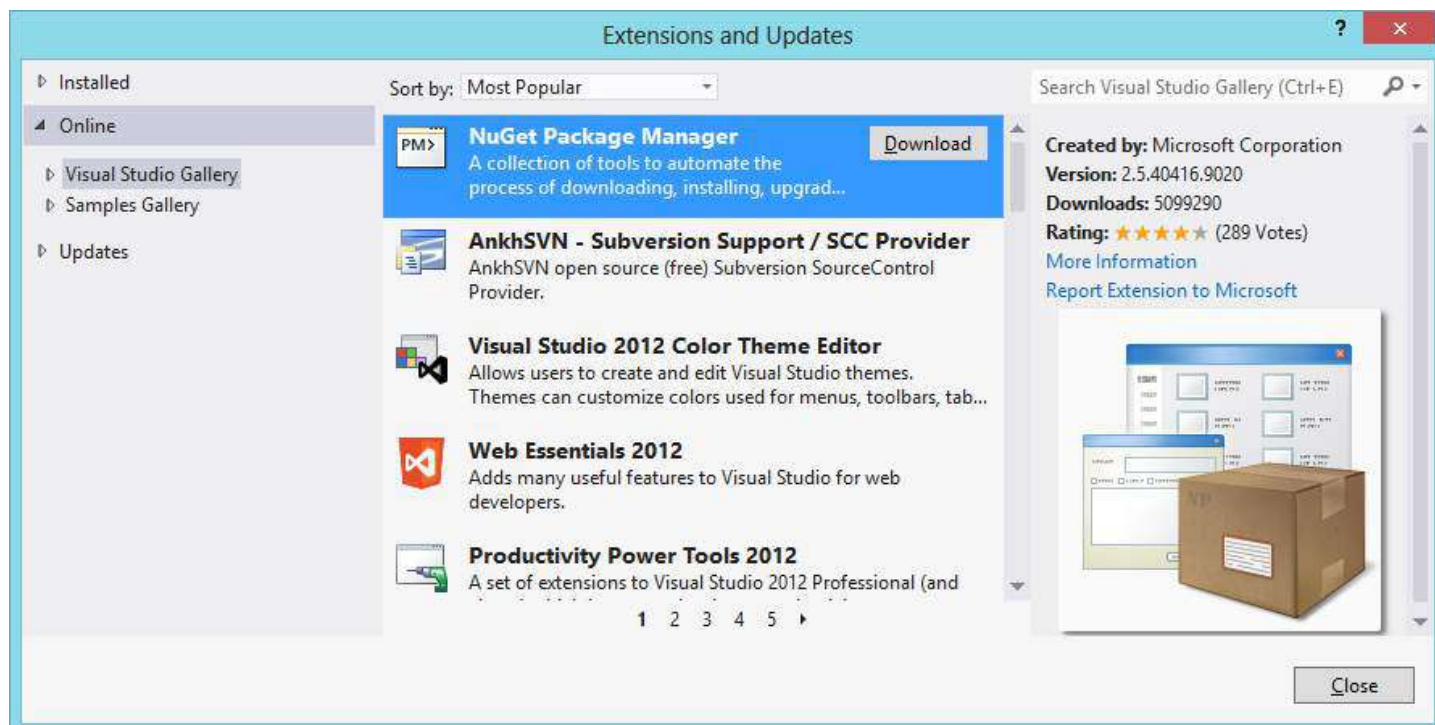 Extensions and Updates
?
Installed
Online
Visual Studio Gallery
Samples Gallery
Updates
Sort by: Most Popular
PM>
NuGet Package Manager
Download
A collection of tools to automate the
process of downloading, installing, upgrad...
AnkhSVN - Subversion Support / SCC Provider
AnkhSVN open source (free) Subversion SourceControl
Provider.
Visual Studio 2012 Color Theme Editor
Allows users to create and edit Visual Studio themes.
Themes can customize colors used for menus, toolbars, tab...
Web Essentials 2012
Adds many useful features to Visual Studio for web
developers.
Productivity Power Tools 2012
A set of extensions to Visual Studio 2012 Professional (and
1 2 3 4 5
Search Visual Studio Gallery (Ctrl+E)
Created by: Microsoft Corporation
Version: 2.5.40416.9020
Downloads: 5099290
Rating: (289 Votes)
More Information
Report Extension to Microsoft
Close